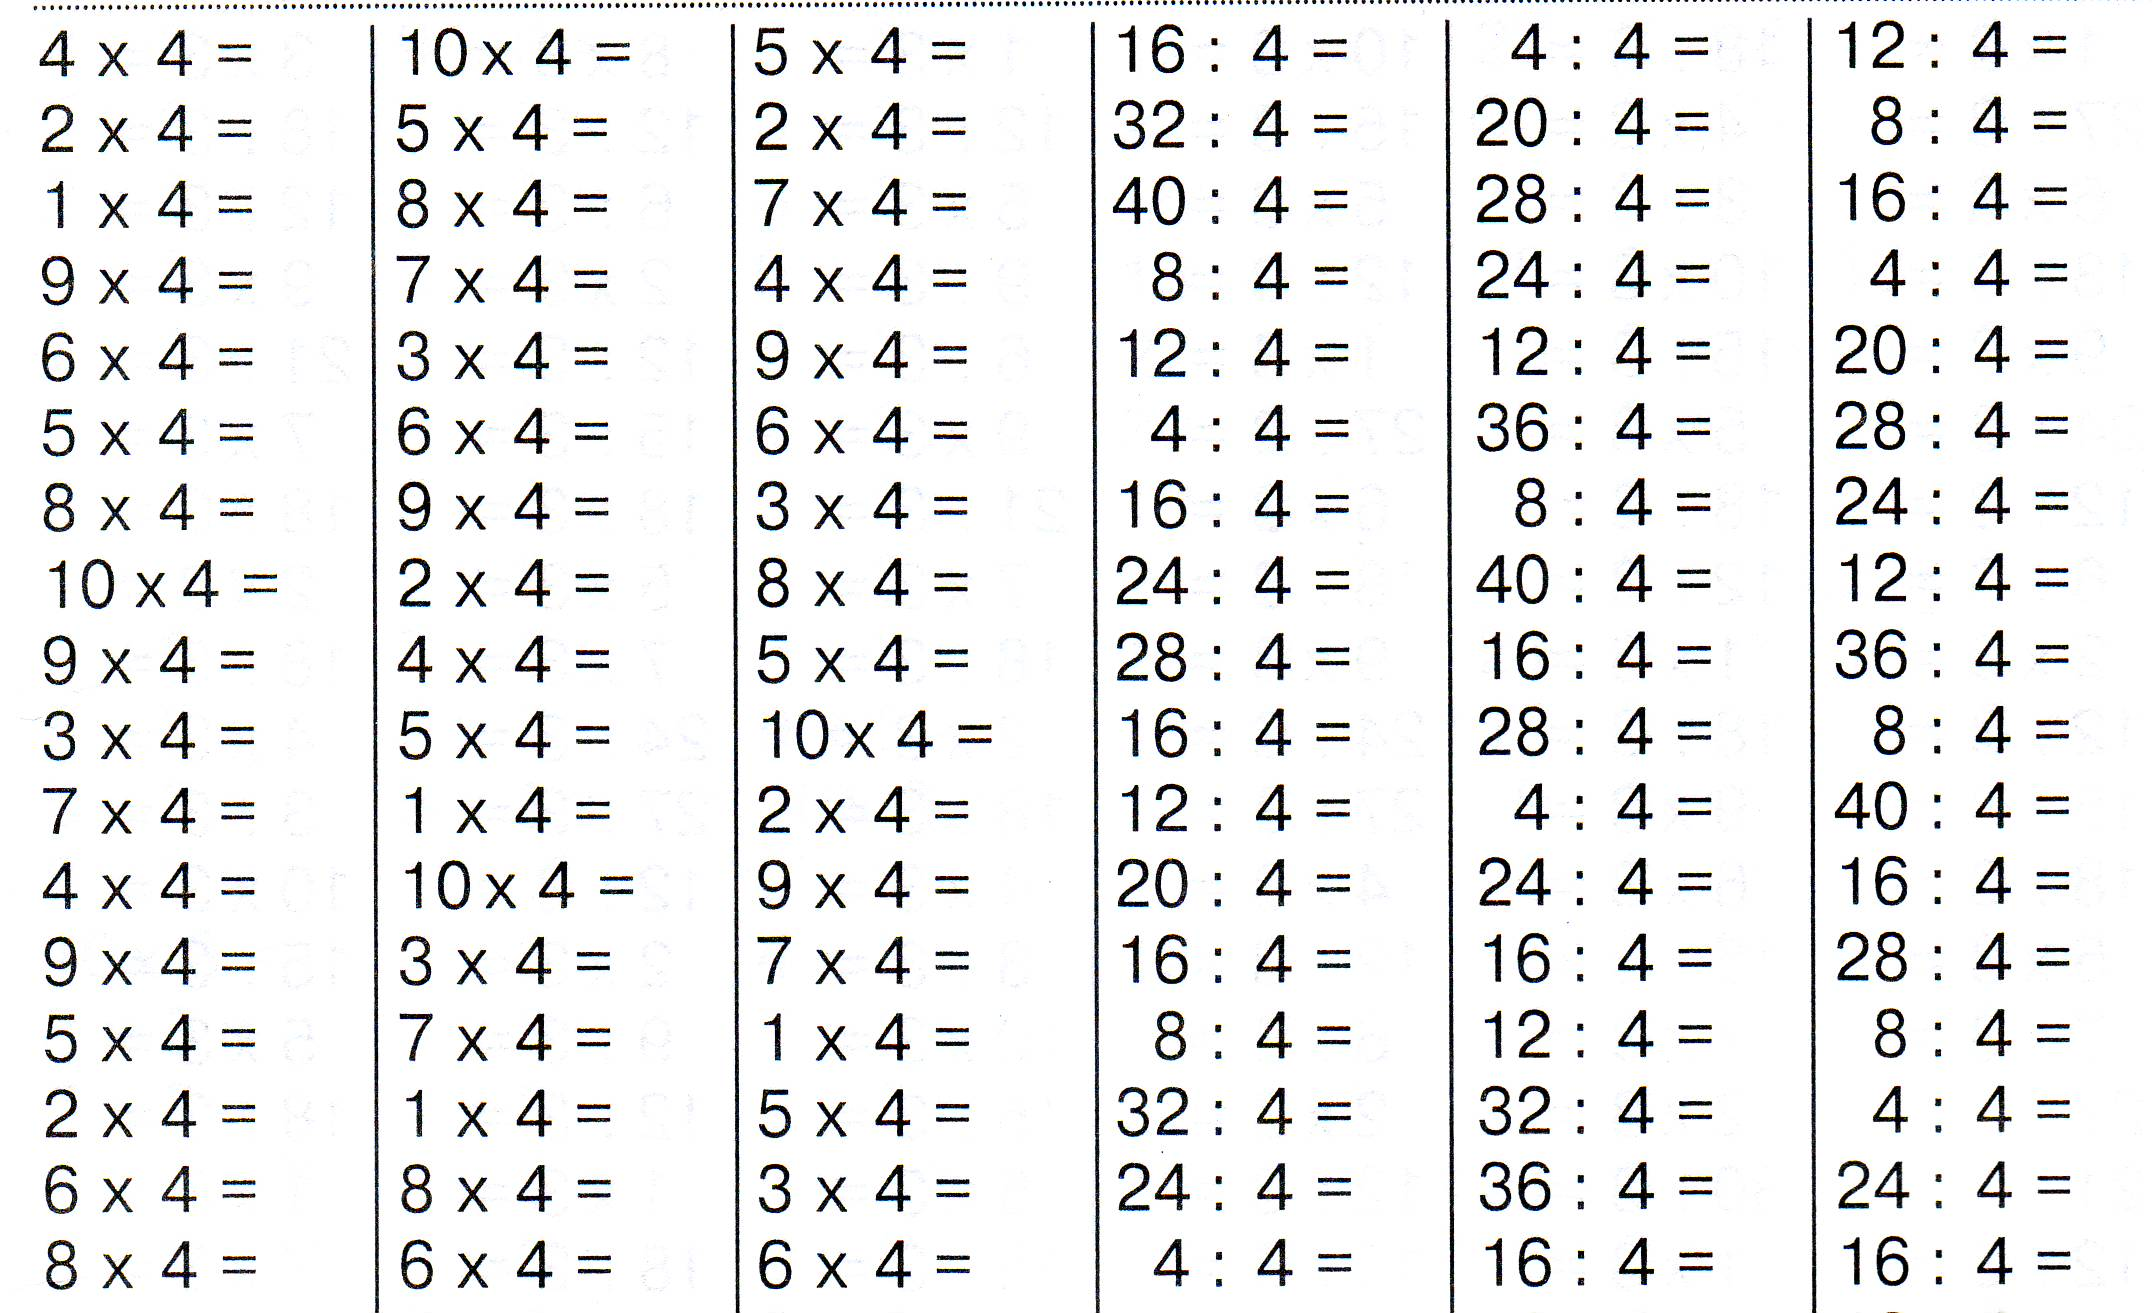 4 x 4 =
2 x 4 =
1 x 4 =
9 x 4 =
6 x 4 =
5 x 4 =
8 x 4 =
10 x 4 =
9 x 4 =
3 x 4 =
7 x 4 =
4 x 4 =
9 x 4 =
5 x 4 =
2 x 4 =
6 x 4 =
8 x 4 =
10 x 4 =
5 x 4 =
8 x 4 =
7 x 4 =
3 x 4 =
6 x 4 =
9 x 4 =
2 x 4 =
4 x 4 =
5 x 4 =
1 x 4 =
10 x 4 =
3 x 4 =
7 x 4 =
1 x 4 =
8 x 4 =
6 x 4 =
5 x 4 =
2 x 4 =
7 x 4 =
4 x 4 =
9 x 4 =
6 x 4 =
3 x 4 =
8 x 4 =
5 x 4 =
10 x 4 =
2 x 4 =
9 x 4 =
7 x 4 =
1 x 4 =
5 x 4 =
3 x 4 =
6 x 4 =
16 : 4 =
32 : 4 =
40 : 4 =
8 : 4 =
12 : 4 =
4 : 4 =
16 : 4 =
24 : 4 =
28 : 4 =
16 : 4 =
12 : 4 =
20 : 4 =
16 : 4 =
8 : 4 =
32 : 4 =
24 : 4 =
4 : 4 =
4 : 4 =
20 : 4 =
28 : 4 =
24 : 4 =
12 : 4 =
36 : 4 =
8 : 4 =
40 : 4 =
16 : 4 =
28 : 4 =
4 : 4 =
24 : 4 =
16 : 4 =
12 : 4 =
32 : 4 =
36 : 4 =
16 : 4 =
12 : 4 =
8 : 4 =
16 : 4 =
4 : 4 =
20 : 4 =
28 : 4 =
24 : 4 =
12 : 4 =
36 : 4 =
8 : 4 =
40 : 4 =
16 : 4 =
28 : 4 =
8 : 4 =
4 : 4 =
24 : 4 =
16 : 4 =